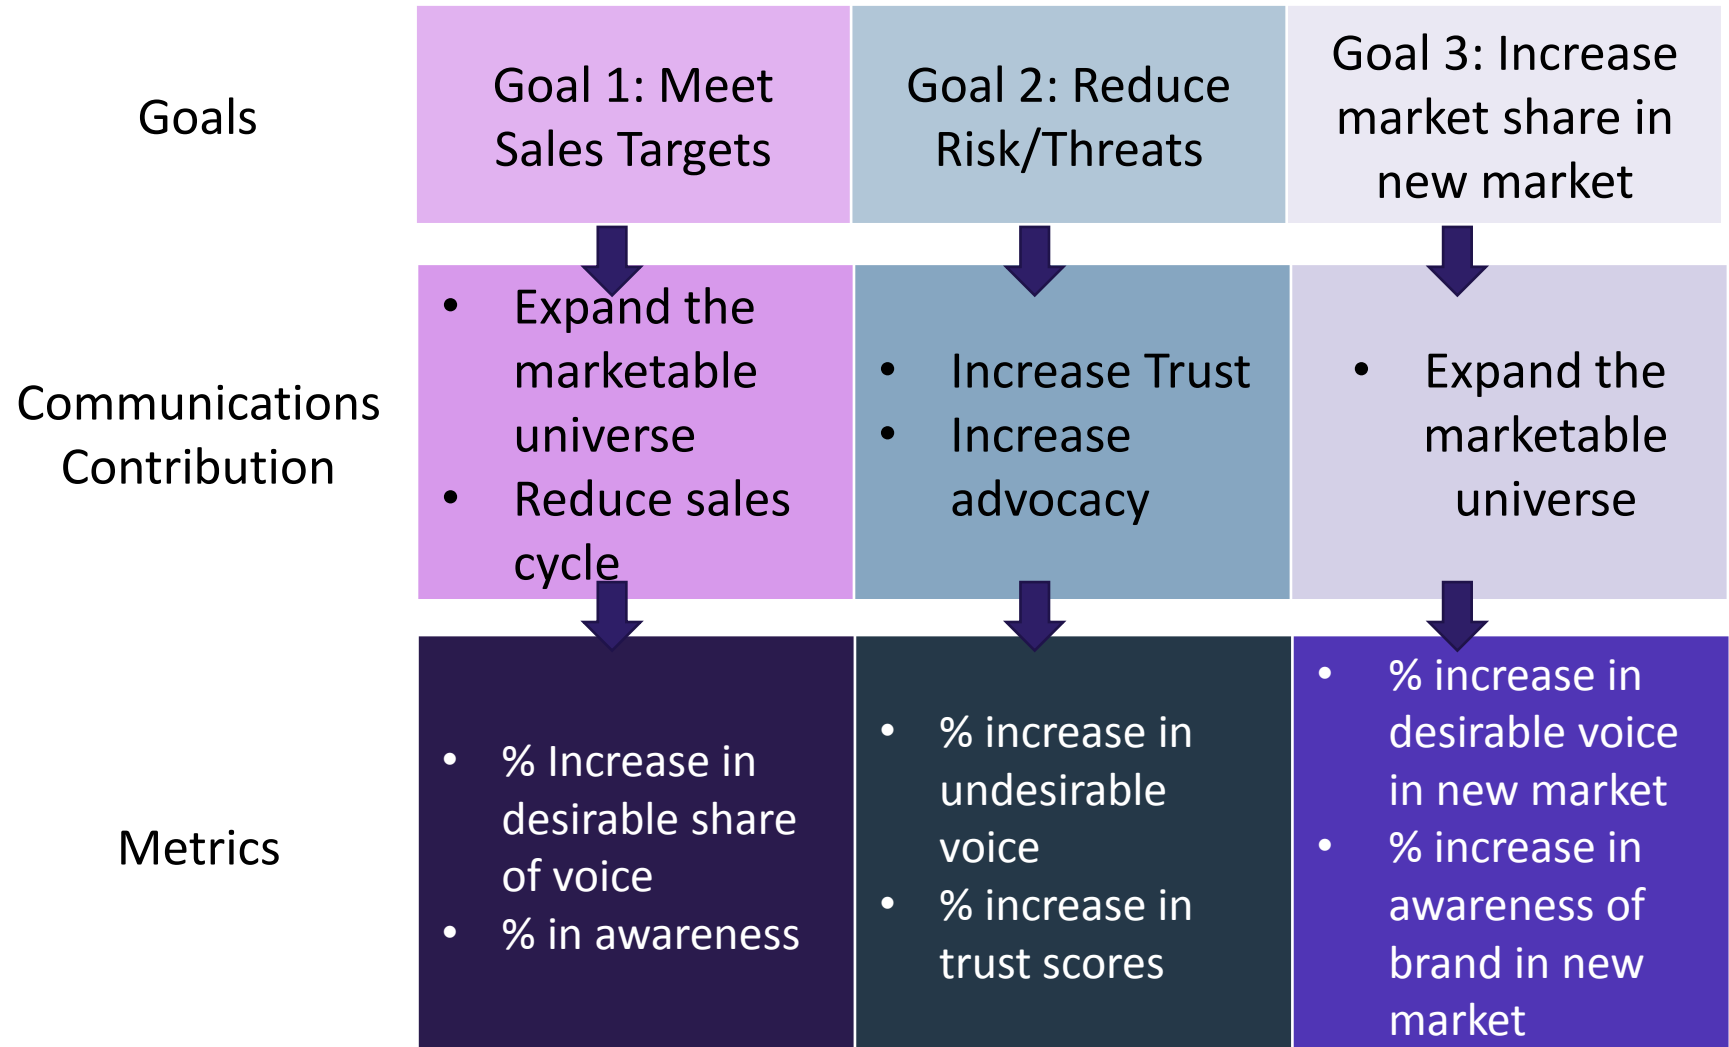 Goals
Goal 1: Meet
Sales Targets
Goal 2: Reduce
Risk/Threats
Goal 3: Increase
market share in
new market
Communications
Contribution
• Expand the
marketable
universe
• Reduce sales
cycle
• Increase Trust
• Increase
advocacy
• Expand the
marketable
universe
Metrics
• % Increase in
desirable share
of voice
• % in awareness
• % increase in
undesirable
voice
• % increase in
trust scores
• % increase in
desirable voice
in new market
• % increase in
awareness of
brand in new
market